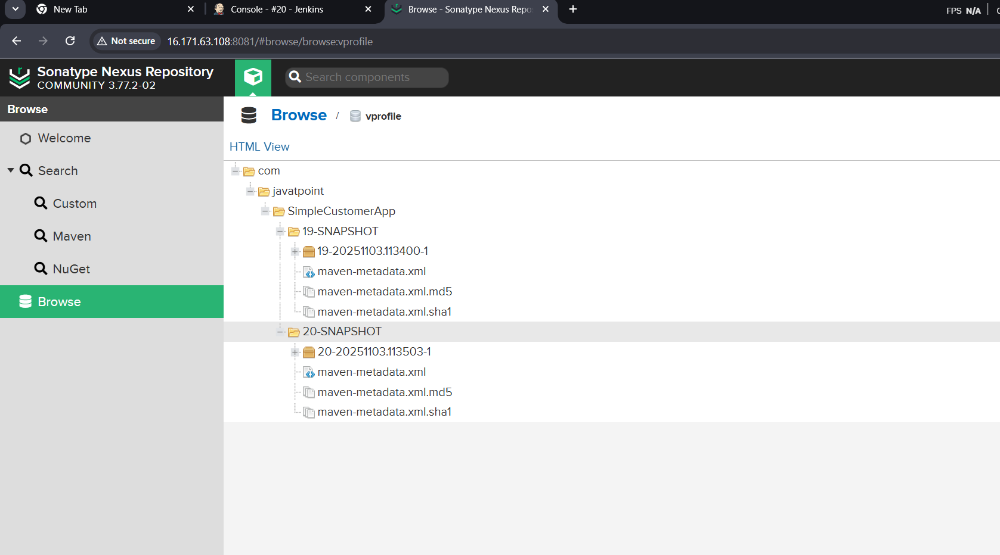 New Tab
Console - #20 - Jenkins
Browse - Sonatype Nexus Repo
FPS N/A
Not secure
16.171.63.108:8081/#browse/browse:vprofile
Sonatype Nexus Repository
COMMUNITY 3.77.2-02
Search components
Browse
Welcome
Search
Custom
Maven
NuGet
Browse
Browse / vprofile
HTML View
com
javatpoint
SimpleCustomerApp
19-SNAPSHOT
19-20251103.113400-1
maven-metadata.xml
maven-metadata.xml.md5
maven-metadata.xml.sha1
20-SNAPSHOT
20-20251103.113503-1
maven-metadata.xml
maven-metadata.xml.md5
maven-metadata.xml.sha1